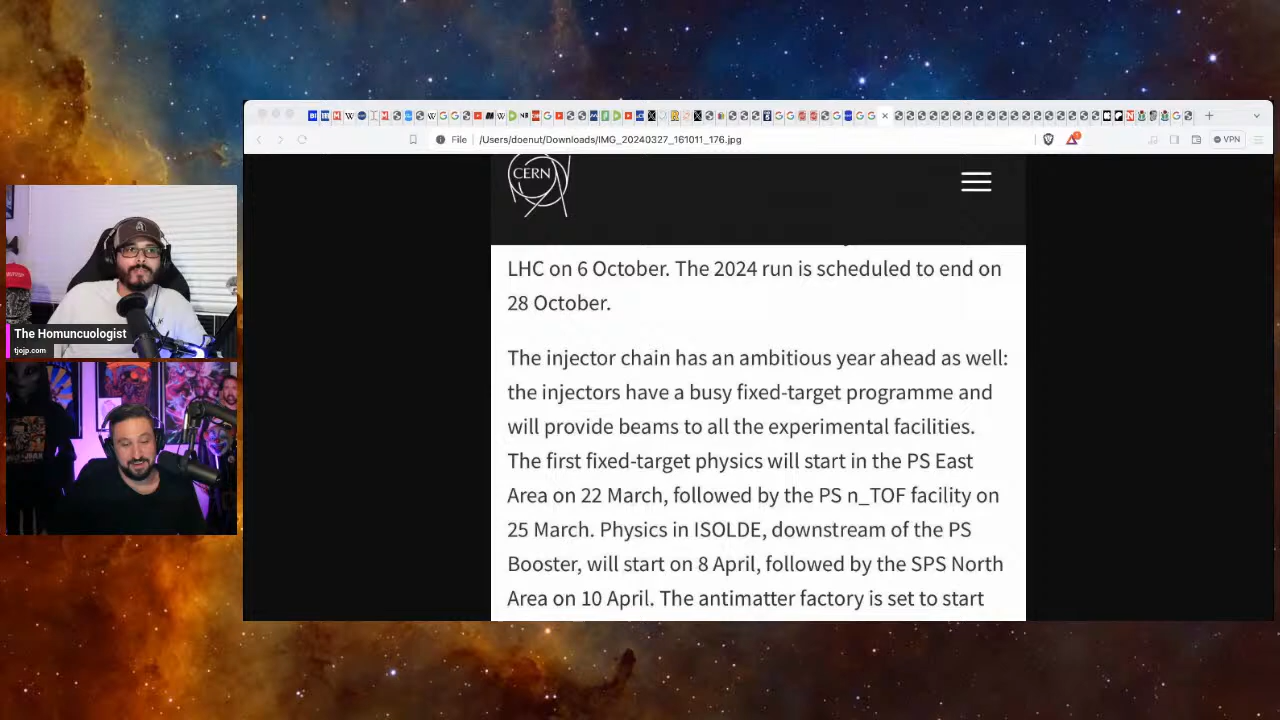 File
/Users/doenut/Downloads/IMG_20240327_161011_176.jpg
VPN
CERN
LHC on 6 October. The 2024 run is scheduled to end on
28 October.
The injector chain has an ambitious year ahead as well:
the injectors have a busy fixed-target programme and
will provide beams to all the experimental facilities.
The first fixed-target physics will start in the PS East
Area on 22 March, followed by the PS n_TOF facility on
25 March. Physics in ISOLDE, downstream of the PS
Booster, will start on 8 April, followed by the SPS North
Area on 10 April. The antimatter factory is set to start
The Homuncuologist
tjojp.com